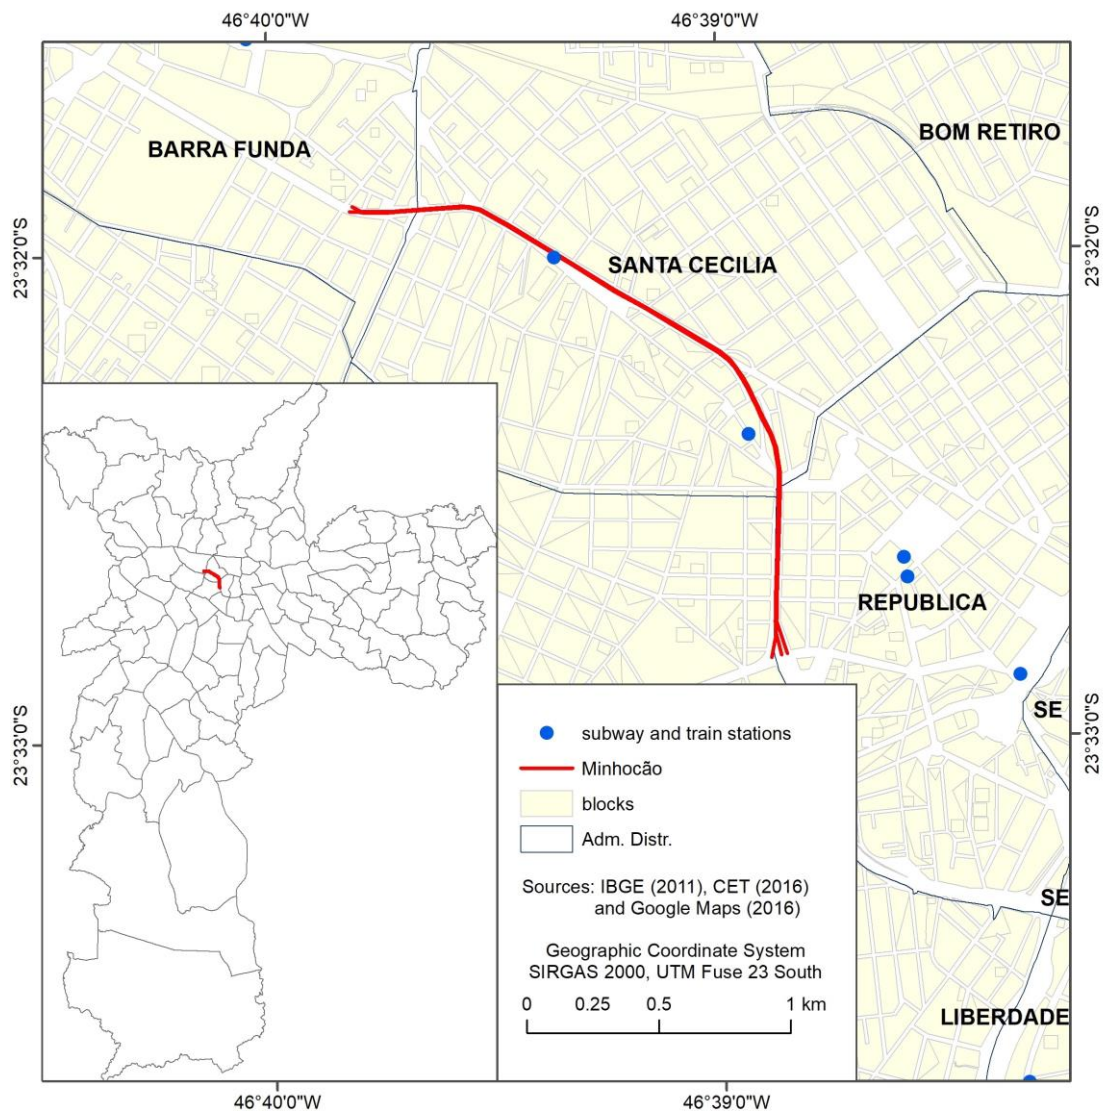 46°40'0"W
46°39'0"W
BOM RETIRO
BARRA FUNDA
23°32'0"S
23°32'0"S
SANTA CECILIA
REPUBLICA
SE
23°33'0"S
23°33'0"S
subway and train stations
Minhocão
blocks
Adm. Distr.
Sources: IBGE (2011), CET (2016)
and Google Maps (2016)
SE
Geographic Coordinate System
SIRGAS 2000, UTM Fuse 23 South
0 0.25 0.5 1 km
LIBERDADE
46°40'0"W
46°39'0"W